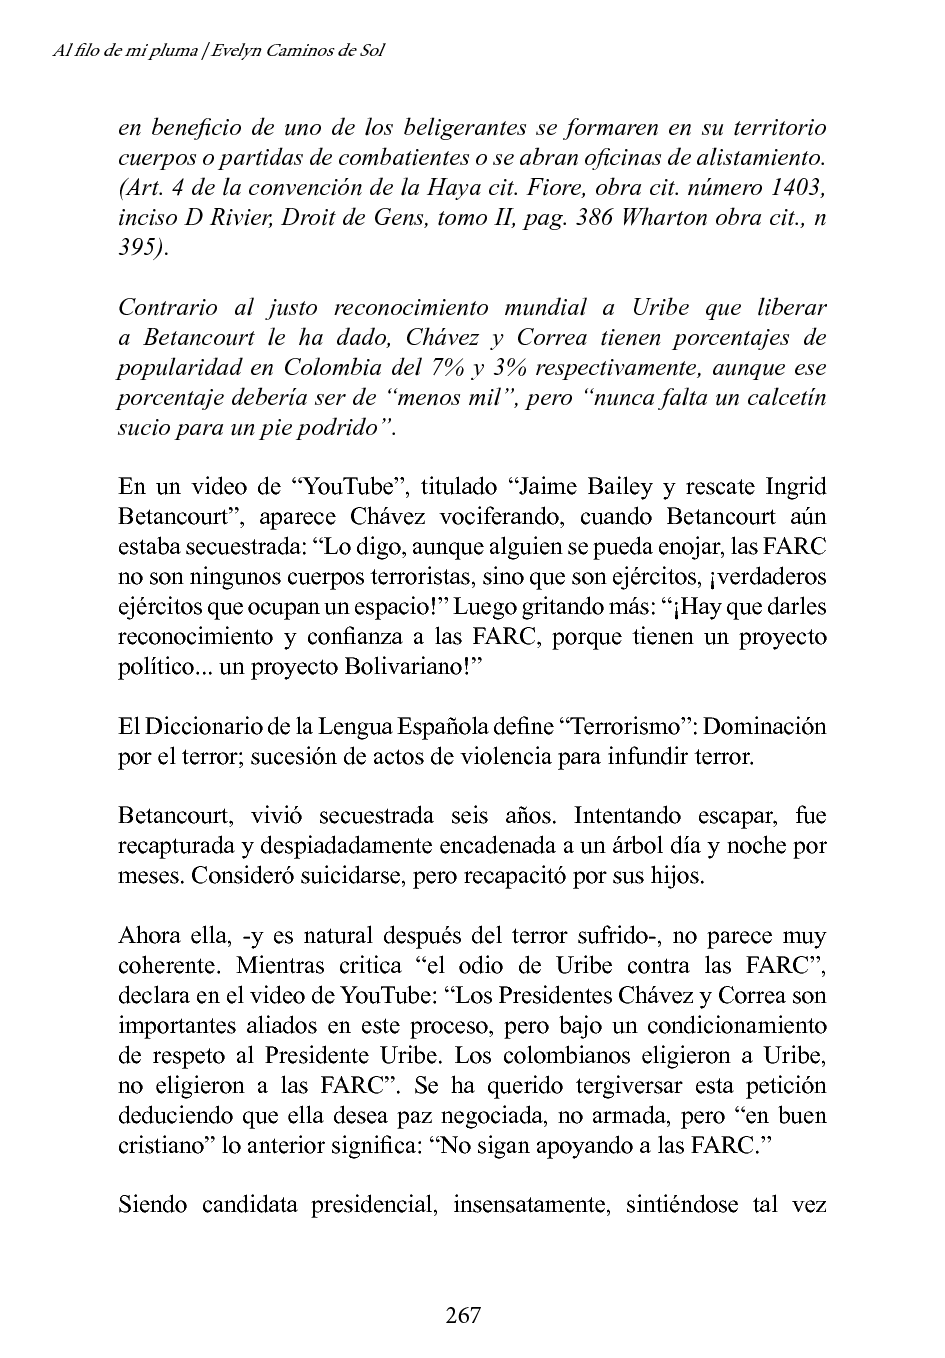 Al filo de mi pluma / Evelyn Caminos de Sol
en beneficio de uno de los beligerantes se formaren en su territorio
cuerpos o partidas de combatientes o se abran oficinas de alistamiento.
(Art. 4 de la convención de la Haya cit. Fiore, obra cit. número 1403,
inciso D Rivier, Droit de Gens, tomo II, pag. 386 Wharton obra cit., n
395).
Contrario al justo reconocimiento mundial a Uribe que liberar
a Betancourt le ha dado, Chávez y Correa tienen porcentajes de
popularidad en Colombia del 7% y 3% respectivamente, aunque ese
porcentaje debería ser de “menos mil”, pero “nunca falta un calcetín
sucio para un pie podrido”.
En un video de “YouTube”, titulado “Jaime Bailey y rescate Ingrid
Betancourt”, aparece Chávez vociferando, cuando Betancourt aún
estaba secuestrada: “Lo digo, aunque alguien se pueda enojar, las FARC
no son ningunos cuerpos terroristas, sino que son ejércitos, ¡verdaderos
ejércitos que ocupan un espacio!” Luego gritando más: “¡Hay que darles
reconocimiento y confianza a las FARC, porque tienen un proyecto
político... un proyecto Bolivariano!”
El Diccionario de la Lengua Española define “Terrorismo”: Dominación
por el terror; sucesión de actos de violencia para infundir terror.
Betancourt, vivió secuestrada seis años. Intentando escapar, fue
recapturada y despiadadamente encadenada a un árbol día y noche por
meses. Consideró suicidarse, pero recapacitó por sus hijos.
Ahora ella, -y es natural después del terror sufrido-, no parece muy
coherente. Mientras critica “el odio de Uribe contra las FARC”,
declara en el video de YouTube: “Los Presidentes Chávez y Correa son
importantes aliados en este proceso, pero bajo un condicionamiento
de respeto al Presidente Uribe. Los colombianos eligieron a Uribe,
no eligieron a las FARC”. Se ha querido tergiversar esta petición
deduciendo que ella desea paz negociada, no armada, pero “en buen
cristiano” lo anterior significa: “No sigan apoyando a las FARC.”
Siendo candidata presidencial, insensatamente, sintiéndose tal vez
267